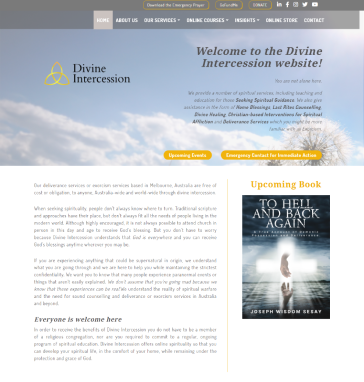 Download the Emergency Prayer
GoFundMe
DONATE
HOME
ABOUT US
OUR SERVICES
ONLINE COURSES
INSIGHTS
ONLINE STORE
CONTACT
Divine
Intercession
Welcome to the Divine
Intercession website!
You are not alone here.
We provide a number of spiritual services, including teaching and
education for those Seeking Spiritual Guidance. We also give
assistance in the form of Home Blessings, Last Rites Counselling,
Divine Healing, Christian-based Interventions for Spiritual
Affliction and Deliverance Services which you might be more
familiar with as Exorcism.
Upcoming Events
Emergency Contact for Immediate Action!
Our deliverance services or exorcism services based in Melbourne, Australia are free of
cost or obligation, to anyone, Australia-wide and world-wide through divine intercession.
When seeking spirituality, people don't always know where to turn. Traditional scripture
and approaches have their place, but don't always fit all the needs of people living in the
modern world. Although highly encouraged, it is not always possible to attend church in
person in this day and age to receive God's blessing. But you don't have to worry
because Divine Intercession understands that God is everywhere and you can receive
God's blessings anytime wherever you may be.
If you are experiencing anything that could be supernatural in origin, we understand
what you are going through and we are here to help you while maintaining the strictest
confidentiality. We want you to know that many people experience paranormal events or
things that aren't easily explained. We don't assume that you're going mad because we
know that these experiences can be real. We understand the reality of spiritual warfare
and the need for sound counselling and deliverance or exorcism services in Australia
and beyond.
Everyone is welcome here
In order to receive the benefits of Divine Intercession you do not have to be a member
of a religious congregation, nor are you required to commit to a regular, ongoing
program of spiritual education. Divine Intercession offers online spirituality so that you
can develop your spiritual life, in the comfort of your home, while remaining under the
protection and grace of God.
Upcoming Book
TO HELL
AND BACK
AGAIN
JOSEPH WISDOM SESAY